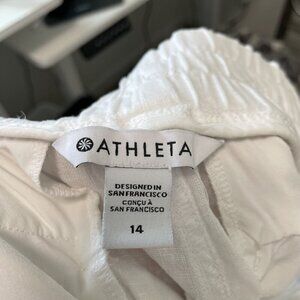 ATHLETA
DESIGNED IN
SAN FRANCISCO
CONÇU À
SAN FRANCISCO
14